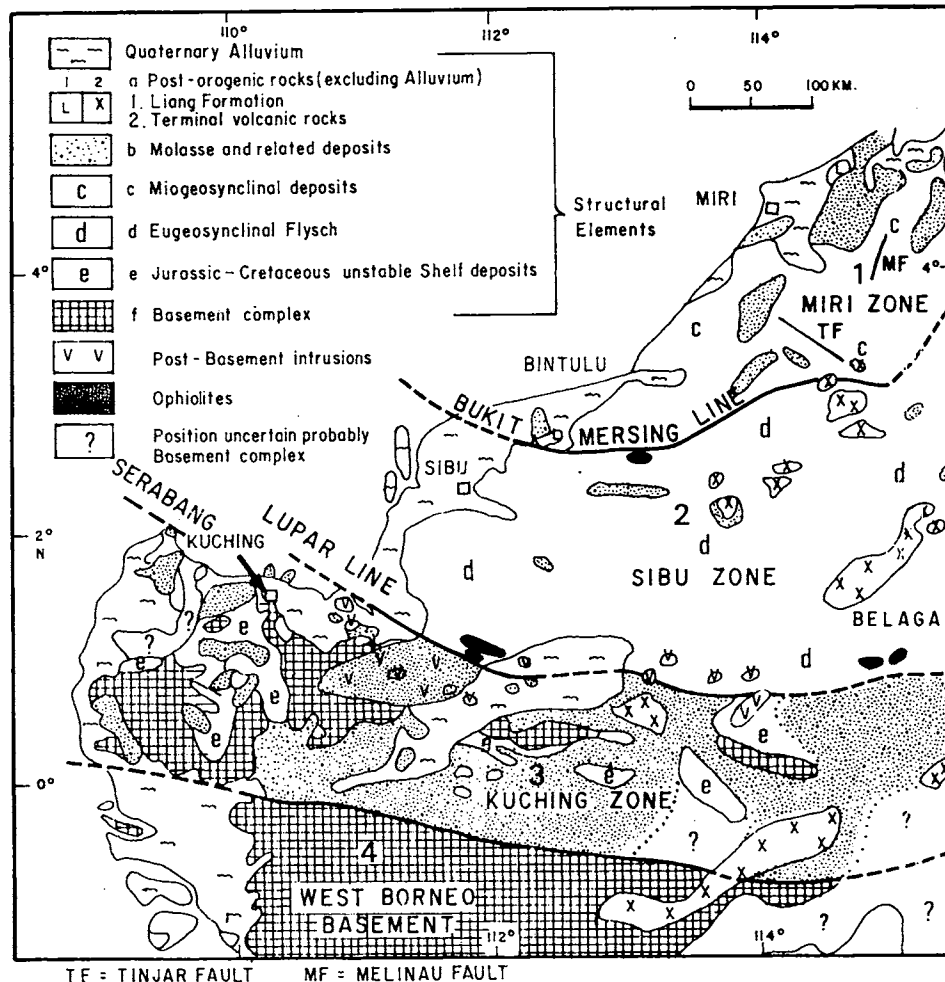 110° 112° 114°
Quaternary Alluvium
1 2 a Post-orogenic rocks (excluding Alluvium)
L X 1. Liang Formation
2. Terminal volcanic rocks
0 50 100 KM.
b Molasse and related deposits
C c Miogeosynclinal deposits
Structural
Elements
d d Eugeosynclinal Flysch
e e Jurassic-Cretaceous unstable Shelf deposits
f Basement complex
V V Post-Basement intrusions
Ophiolites
? Position uncertain probably
Basement complex
MIRI
C
1 MF
4° 4°
MIRI ZONE
TF
C
C
BINTULU
BUKIT MERSING LINE
d
SIBU
d
2
d
SIBU ZONE
d
L
BELAGA
d
SERABANG
KUCHING
LUPAR LINE
2°
N
?
?
e
e
e
e
V V V V V V V
X X X X X X X
e
3
e
KUCHING ZONE
e
?
?
0°
4
WEST BORNEO
BASEMENT
112° 114°
? ?
TF = TINJAR FAULT MF = MELINAU FAULT